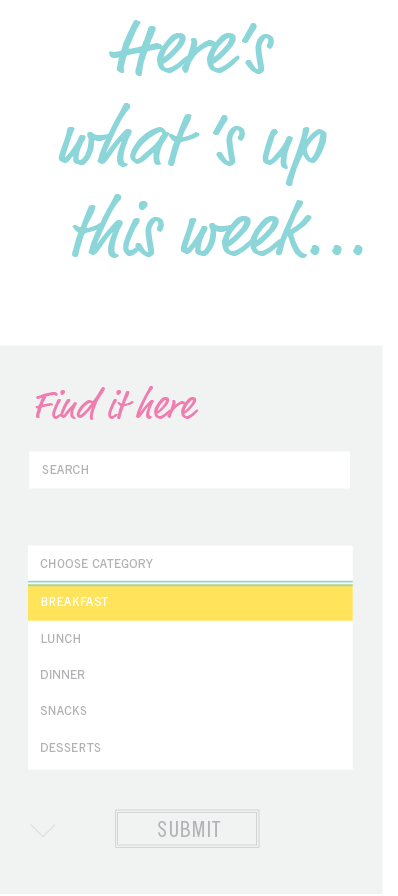 Here's
what 's up
this week...
Find it here
SEARCH
CHOOSE CATEGORY
BREAKFAST
LUNCH
DINNER
SNACKS
DESSERTS
SUBMIT